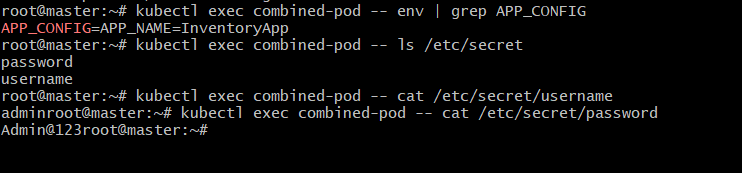 root@master:~# kubectl exec combined-pod -- env | grep APP_CONFIG
APP_CONFIG=APP_NAME=InventoryApp
root@master:~# kubectl exec combined-pod -- ls /etc/secret
password
username
root@master:~# kubectl exec combined-pod -- cat /etc/secret/username
adminroot@master:~# kubectl exec combined-pod -- cat /etc/secret/password
Admin@123root@master:~#